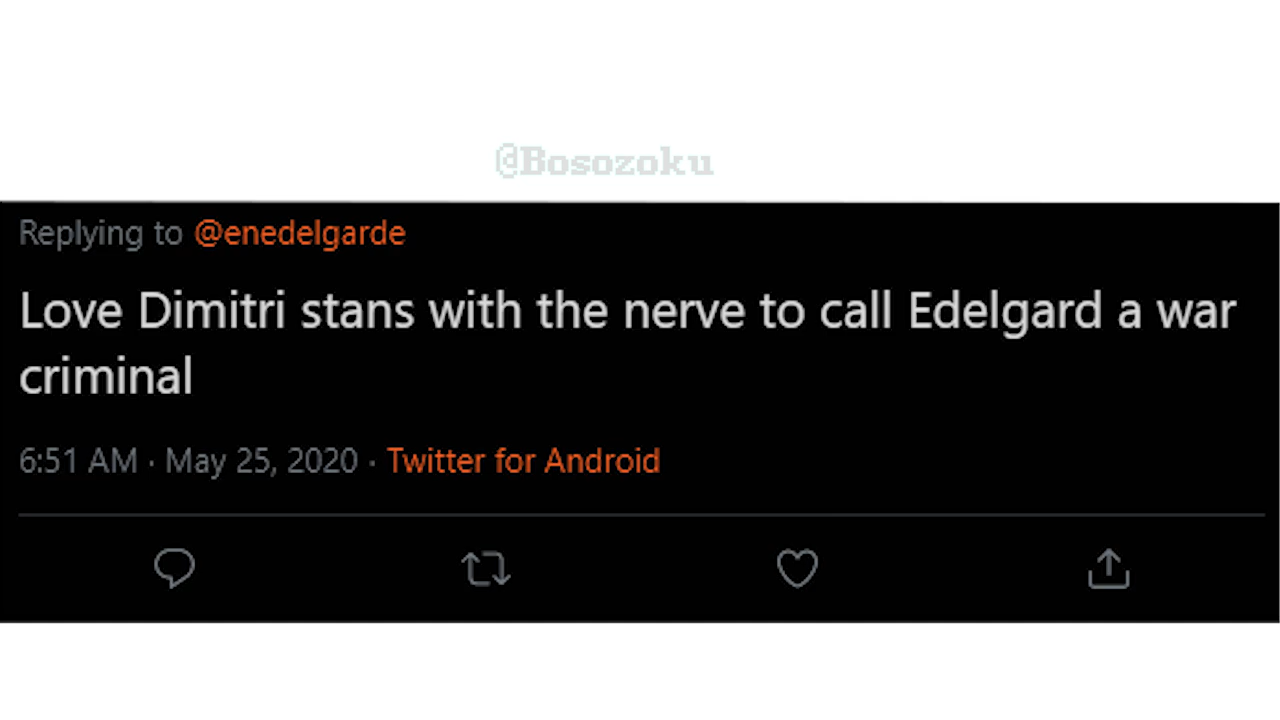 @Bosozoku
Replying to @enedelgarde
Love Dimitri stans with the nerve to call Edelgard a war
criminal
6:51 AM · May 25, 2020 · Twitter for Android